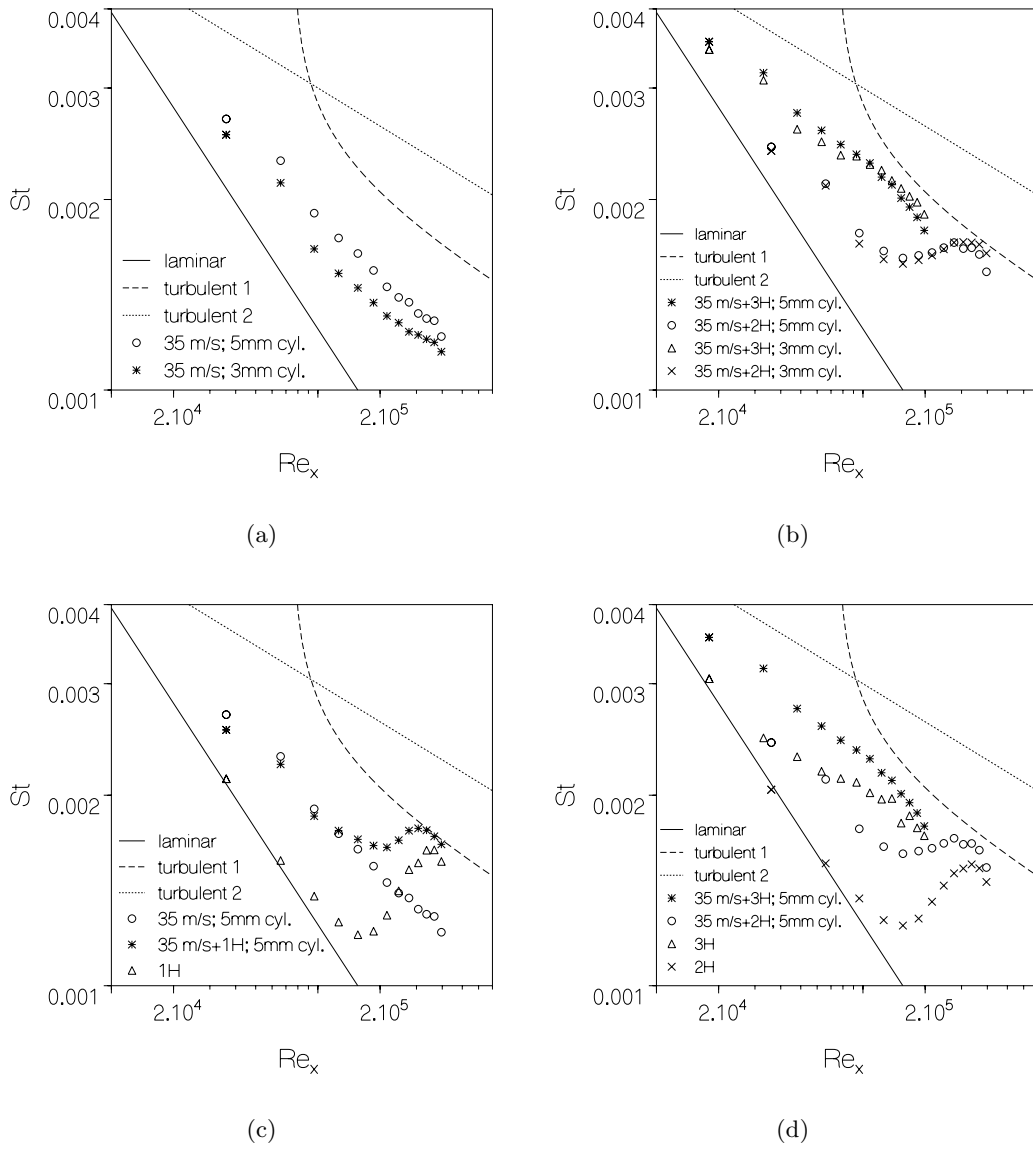 0.004
0.003
St
0.002
0.001
laminar
turbulent 1
turbulent 2
35 m/s; 5mm cyl.
35 m/s; 3mm cyl.
2.10⁴
2.10⁵
Reₓ
(a)
0.004
0.003
St
0.002
0.001
laminar
turbulent 1
turbulent 2
35 m/s+3H; 5mm cyl.
35 m/s+2H; 5mm cyl.
35 m/s+3H; 3mm cyl.
35 m/s+2H; 3mm cyl.
2.10⁴
2.10⁵
Reₓ
(b)
0.004
0.003
St
0.002
0.001
laminar
turbulent 1
turbulent 2
35 m/s; 5mm cyl.
35 m/s+1H; 5mm cyl.
1H
2.10⁴
2.10⁵
Reₓ
(c)
0.004
0.003
St
0.002
0.001
laminar
turbulent 1
turbulent 2
35 m/s+3H; 5mm cyl.
35 m/s+2H; 5mm cyl.
3H
2H
2.10⁴
2.10⁵
Reₓ
(d)